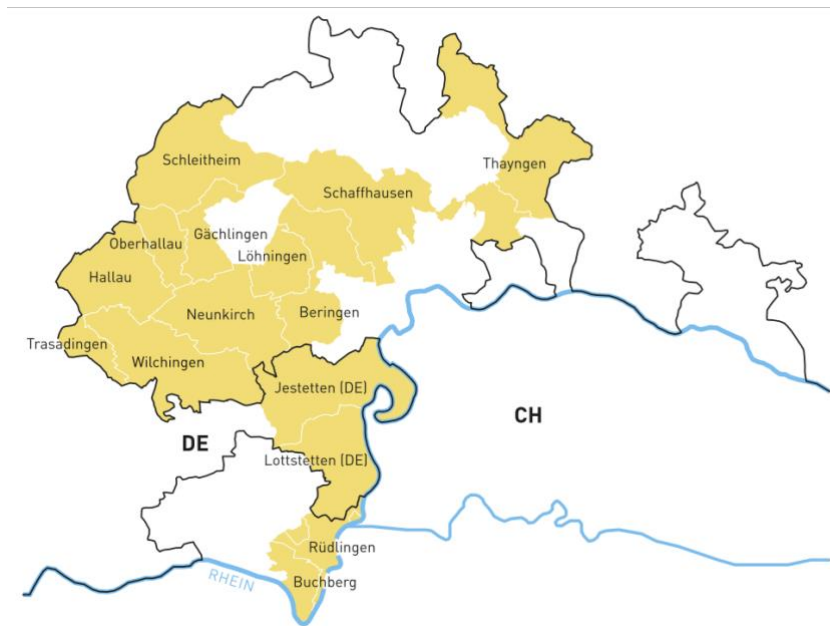 Schleitheim
Thayngen
Schaffhausen
Gächlingen
Oberhallau
Löhningen
Hallau
Neunkirch
Beringen
Trasadingen
Wilchingen
Jestetten (DE)
CH
DE
Lottstetten (DE)
Rüdlingen
RHEIN
Buchberg